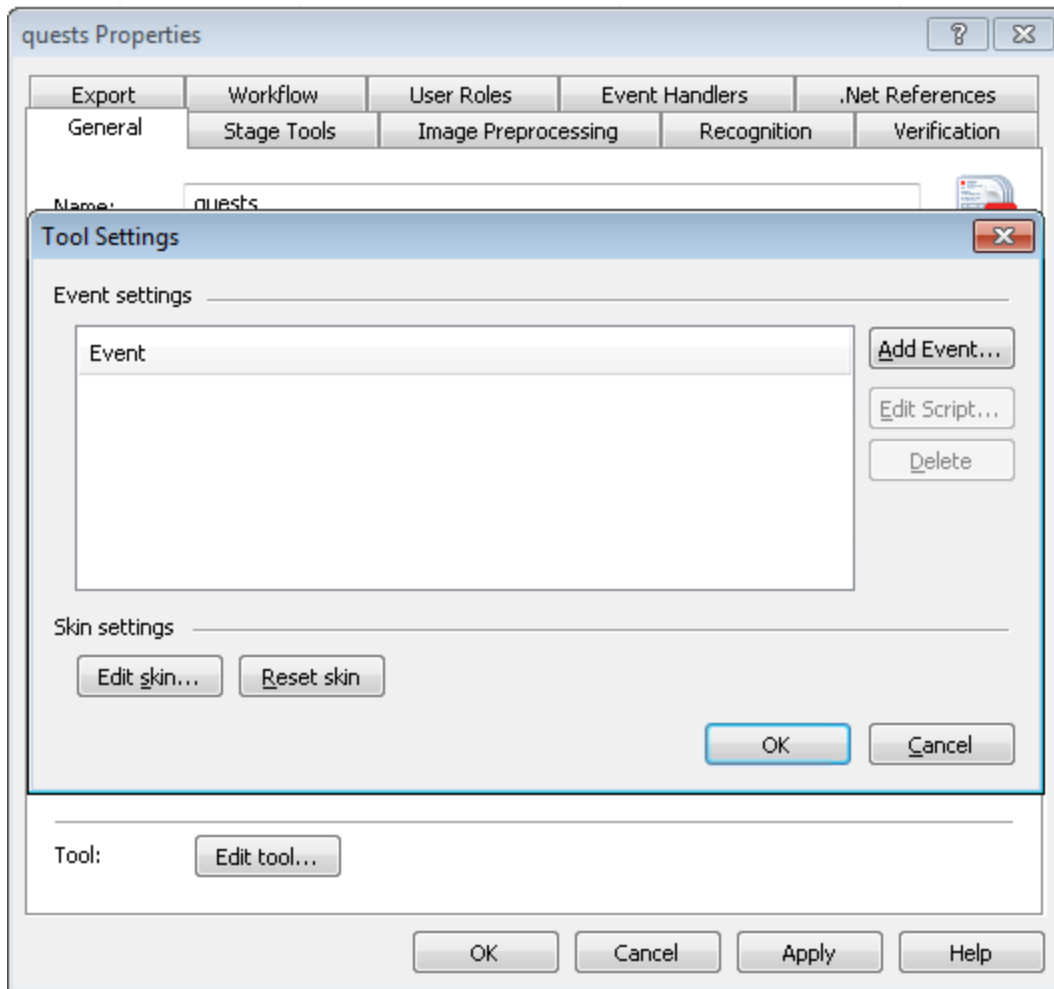 quests Properties
Export Workflow User Roles Event Handlers .Net References
General Stage Tools Image Preprocessing Recognition Verification
Name: quests
Tool Settings
Event settings
Event
Add Event...
Edit Script...
Delete
Skin settings
Edit skin... Reset skin
OK Cancel
Tool: Edit tool...
OK Cancel Apply Help